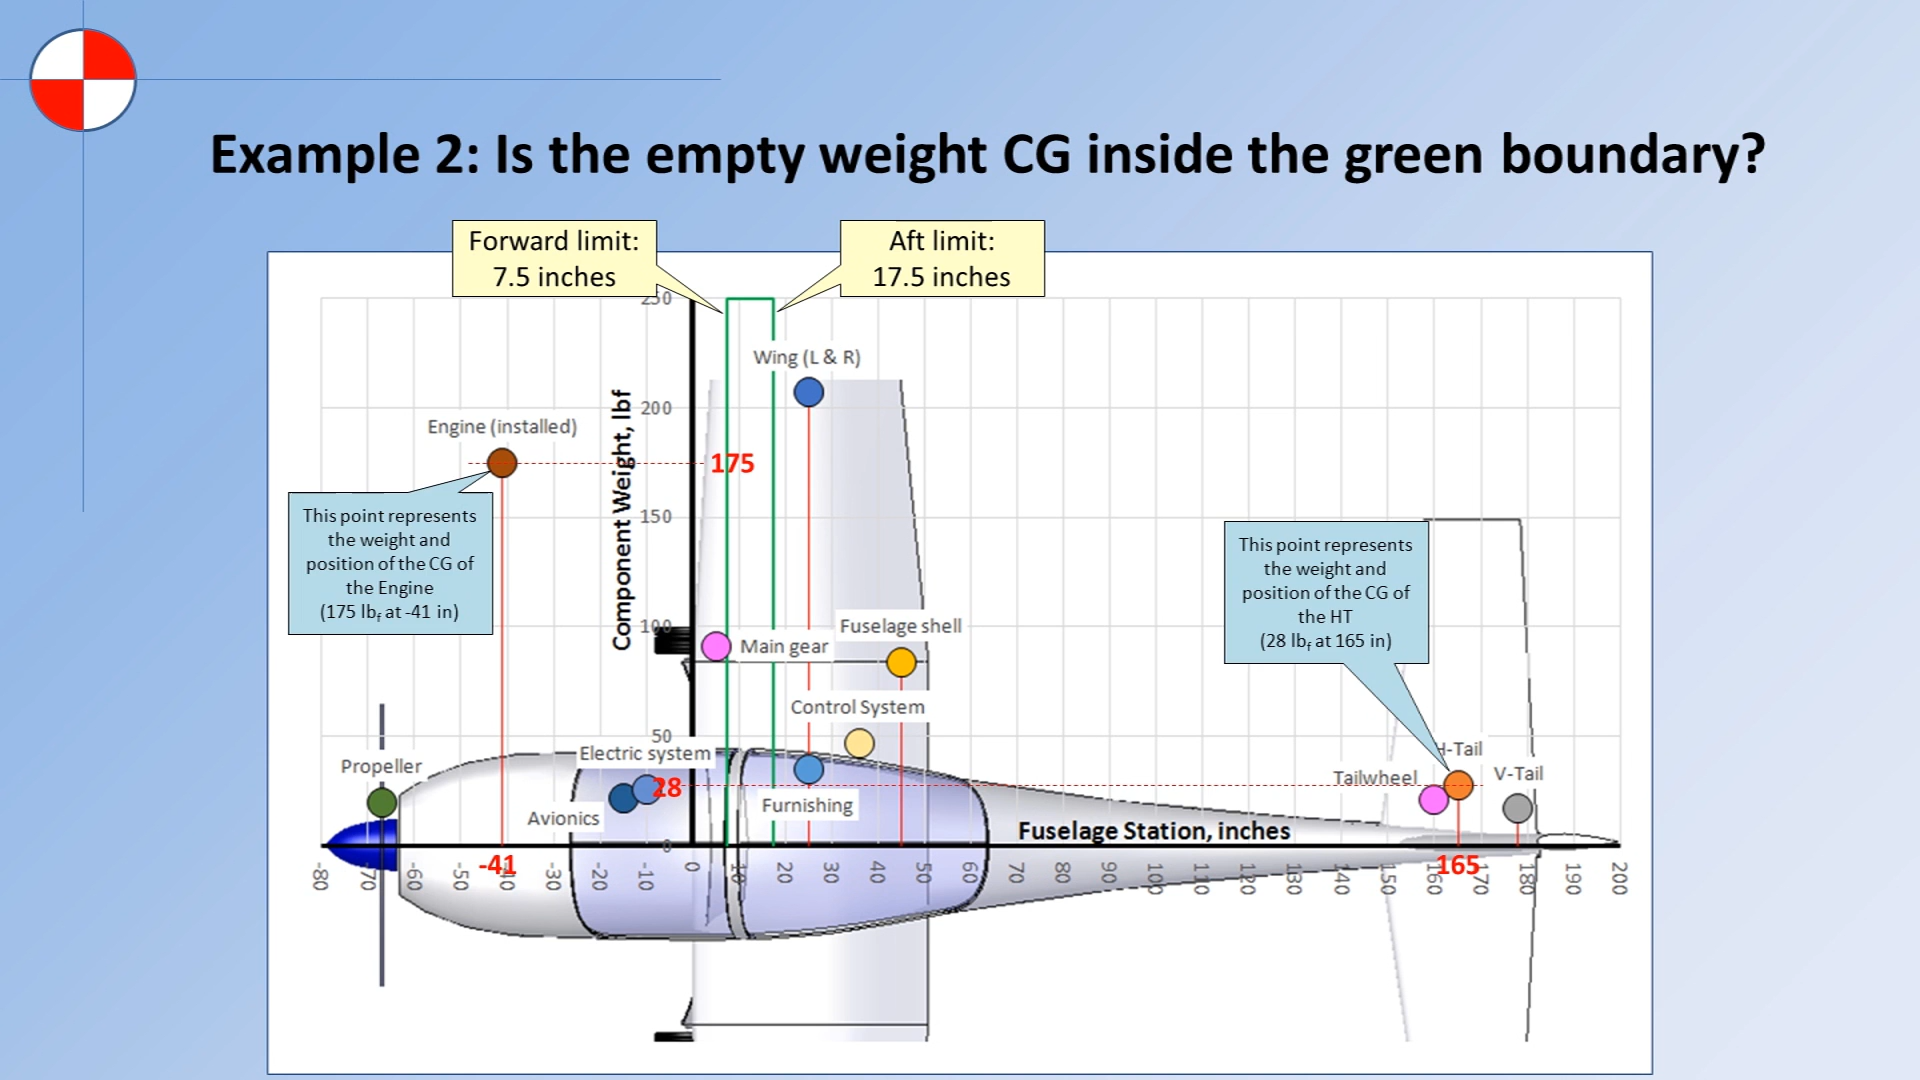 Example 2: Is the empty weight CG inside the green boundary?
Forward limit:
7.5 inches
Aft limit:
17.5 inches
250
200
150
100
50
0
Component Weight, lbf
Wing (L & R)
Engine (installed)
175
This point represents
the weight and
position of the CG of
the Engine
(175 lbf at -41 in)
This point represents
the weight and
position of the CG of
the HT
(28 lbf at 165 in)
Main gear
Fuselage shell
Control System
Electric system
Propeller
28
Avionics
Furnishing
H-Tail
Tailwheel
V-Tail
Fuselage Station, inches
-41
165
-80 -70 -60 -50 -40 -30 -20 -10 0 10 20 30 40 50 60 70 80 90 100 110 120 130 140 150 160 170 180 190 200